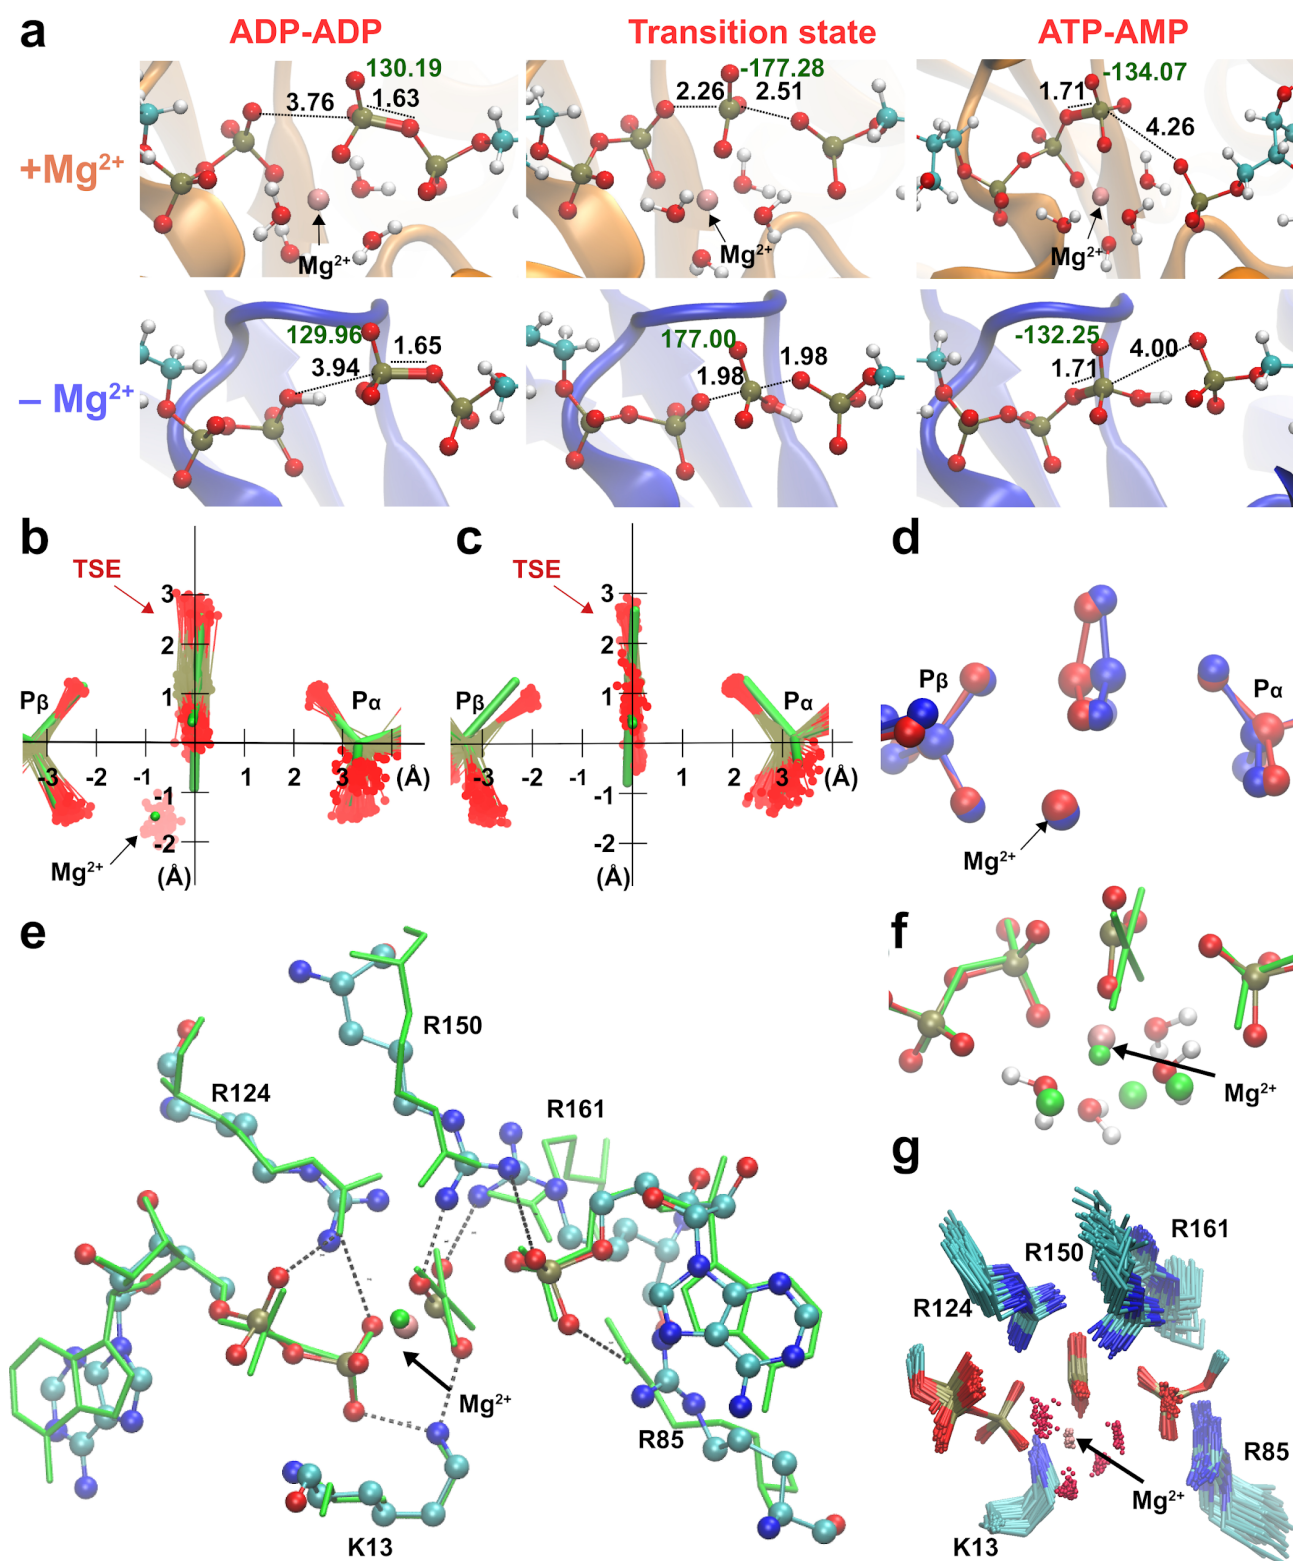 a
ADP-ADP
Transition state
ATP-AMP
+Mg²⁺
130.19
3.76
1.63
Mg²⁺
-177.28
2.26
2.51
Mg²⁺
-134.07
1.71
4.26
Mg²⁺
– Mg²⁺
129.96
1.65
3.94
177.00
1.98
1.98
-132.25
4.00
1.71
b
TSE
3
2
1
Pβ
Pα
-3
-2
-1
1
2
3
(Å)
-1
-2
Mg²⁺
(Å)
c
TSE
3
2
1
Pβ
Pα
-3
-2
-1
1
2
3
(Å)
-1
-2
(Å)
d
Pβ
Pα
Mg²⁺
e
R150
R124
R161
Mg²⁺
R85
K13
f
Mg²⁺
g
R161
R150
R124
R85
Mg²⁺
K13